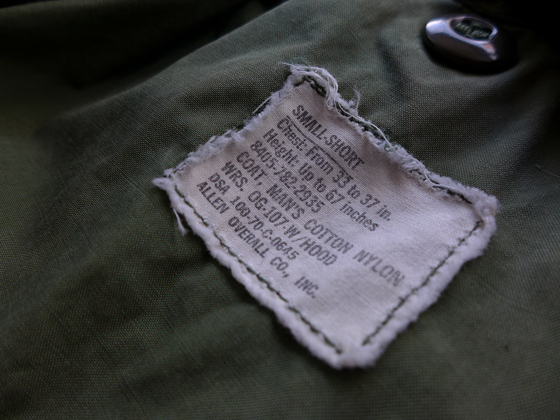 SMALL-SHORT
Chest: From 33 to 37 in.
Height: Up to 67 inches
8405-782-2935
COAT, MAN'S COTTON NYLON
WRS. OG-107-W/HOOD
DSA 100-70-C-0645
ALLEN OVERALL CO., INC.